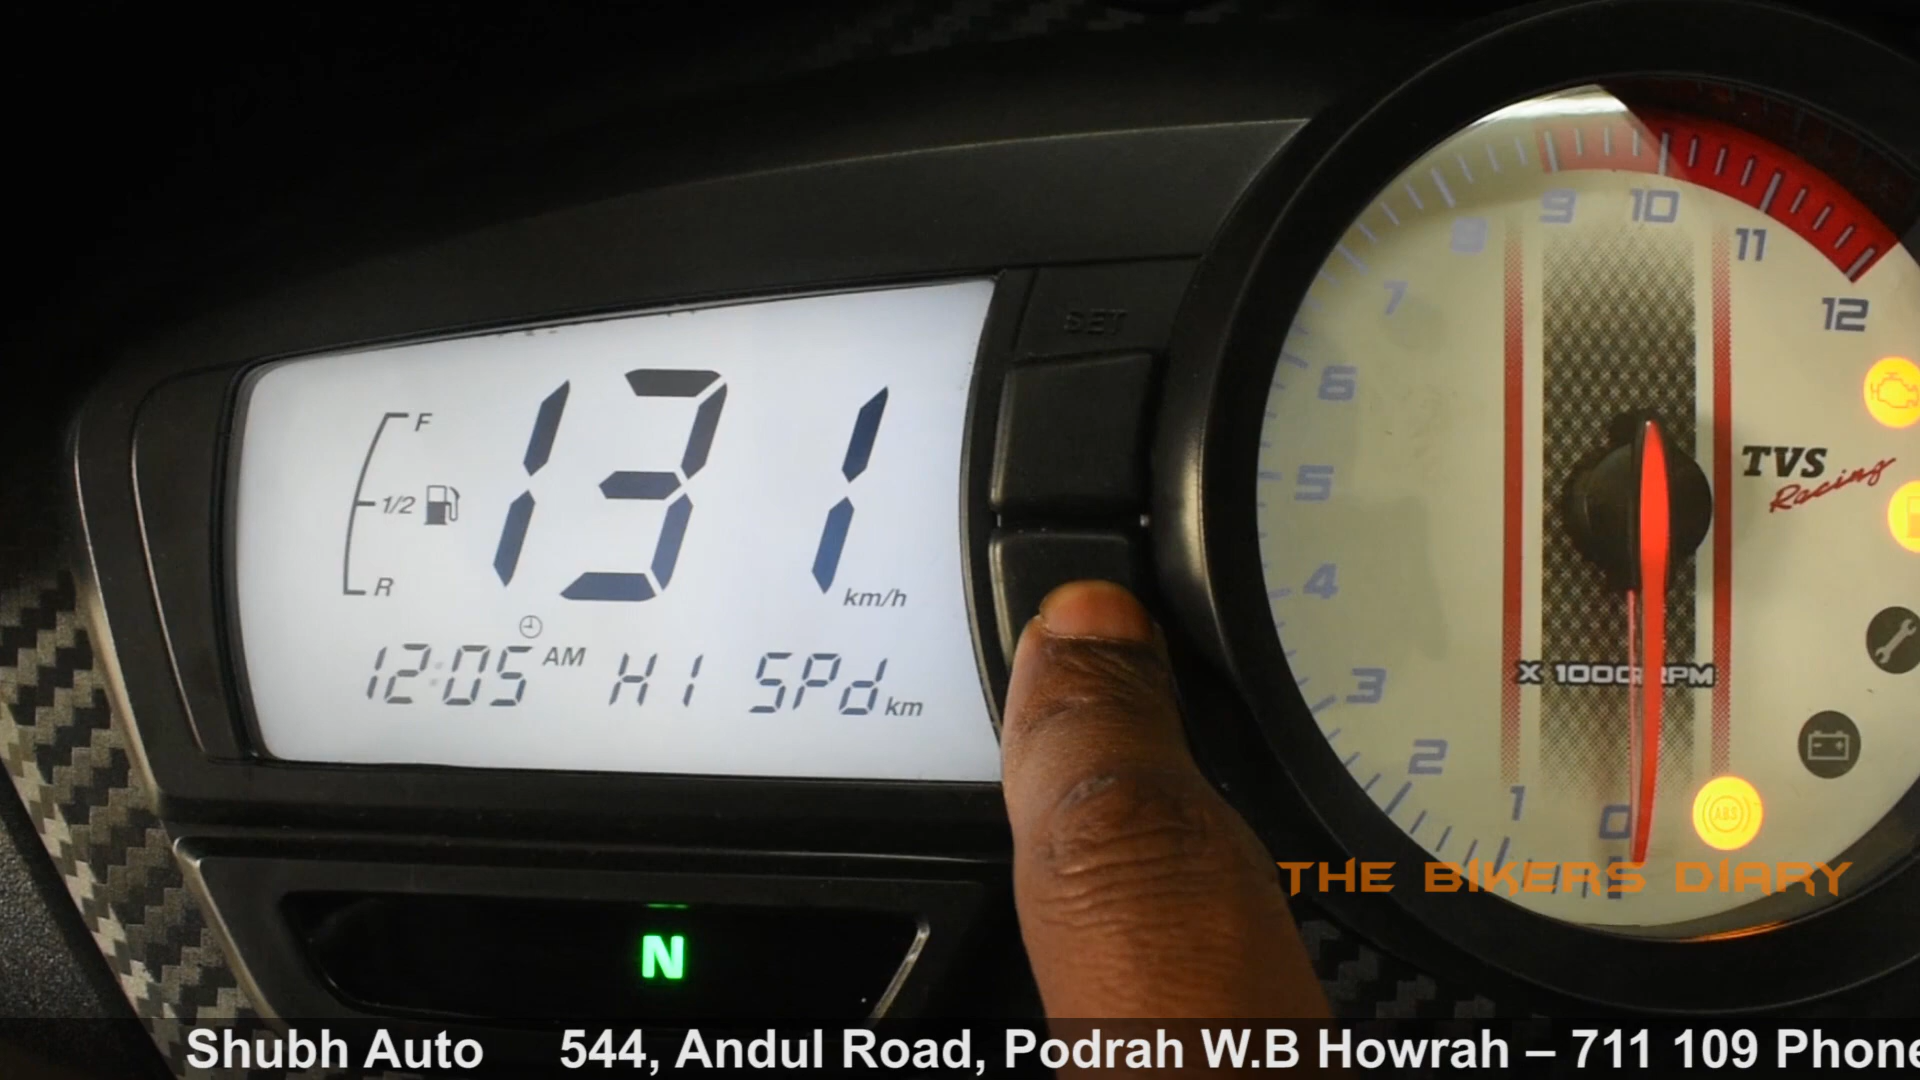 SET
9 10
8 11
7
12
6
5
4
3
2
1
0
TVS
Racing
X 1000 RPM
F
1/2
R
131
km/h
12:05 AM HI SPd km
ABS
N
THE BIKERS DIARY
Shubh Auto 544, Andul Road, Podrah W.B Howrah – 711 109 Phone